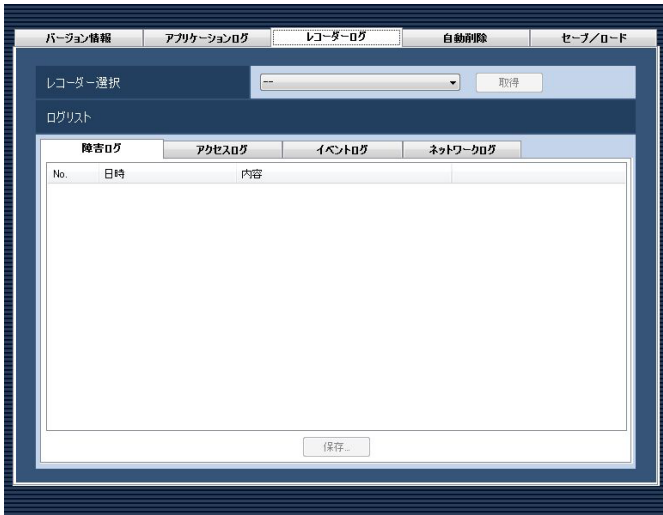 バージョン情報 アプリケーションログ レコーダーログ 自動削除 セーブ／ロード
レコーダー選択 -- 取得
ログリスト
障害ログ アクセスログ イベントログ ネットワークログ
No. 日時 内容
保存...